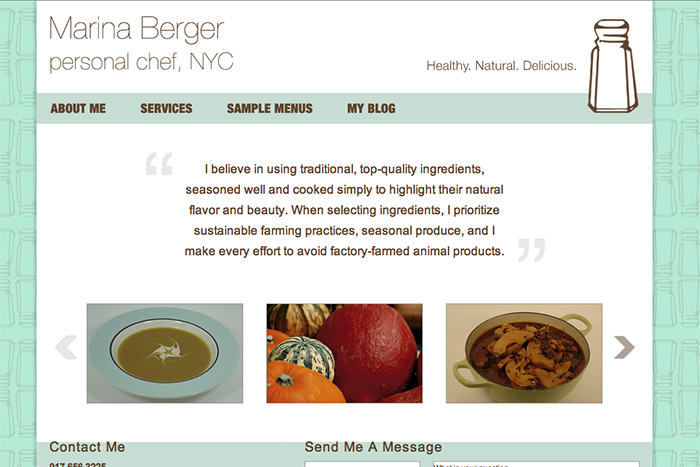 Marina Berger
personal chef, NYC
Healthy. Natural. Delicious.
ABOUT ME SERVICES SAMPLE MENUS MY BLOG
“ I believe in using traditional, top-quality ingredients,
seasoned well and cooked simply to highlight their natural
flavor and beauty. When selecting ingredients, I prioritize
sustainable farming practices, seasonal produce, and I
make every effort to avoid factory-farmed animal products. ”
Contact Me Send Me A Message
917.656.3225 What is your question